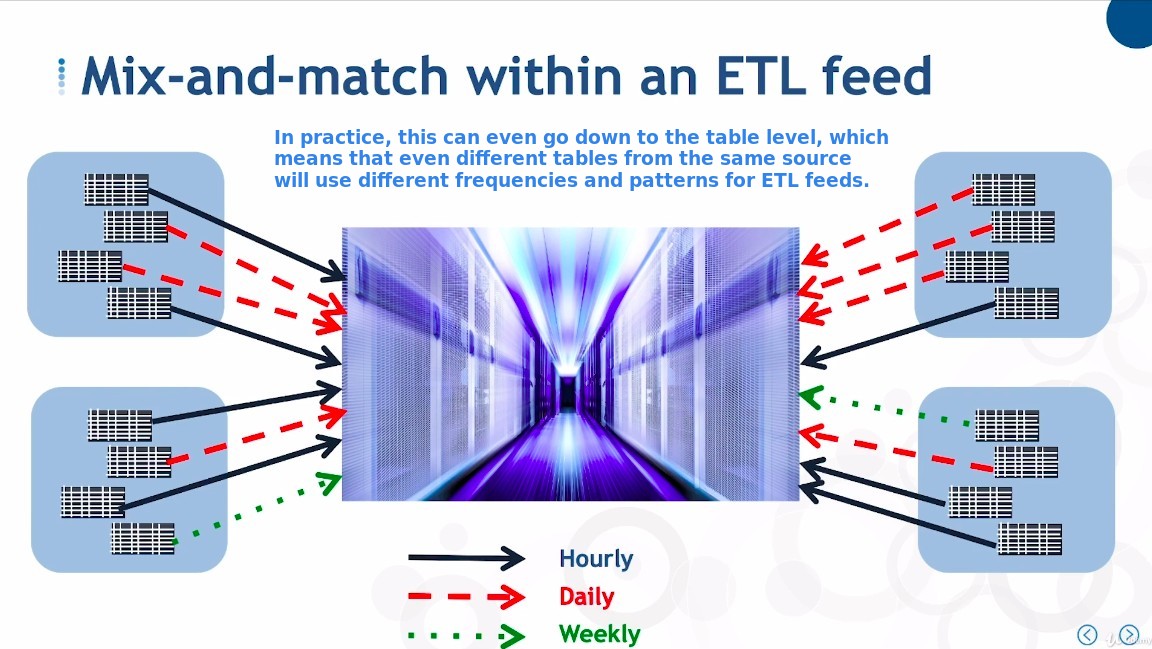 Mix-and-match within an ETL feed
In practice, this can even go down to the table level, which
means that even different tables from the same source
will use different frequencies and patterns for ETL feeds.
Hourly
Daily
Weekly